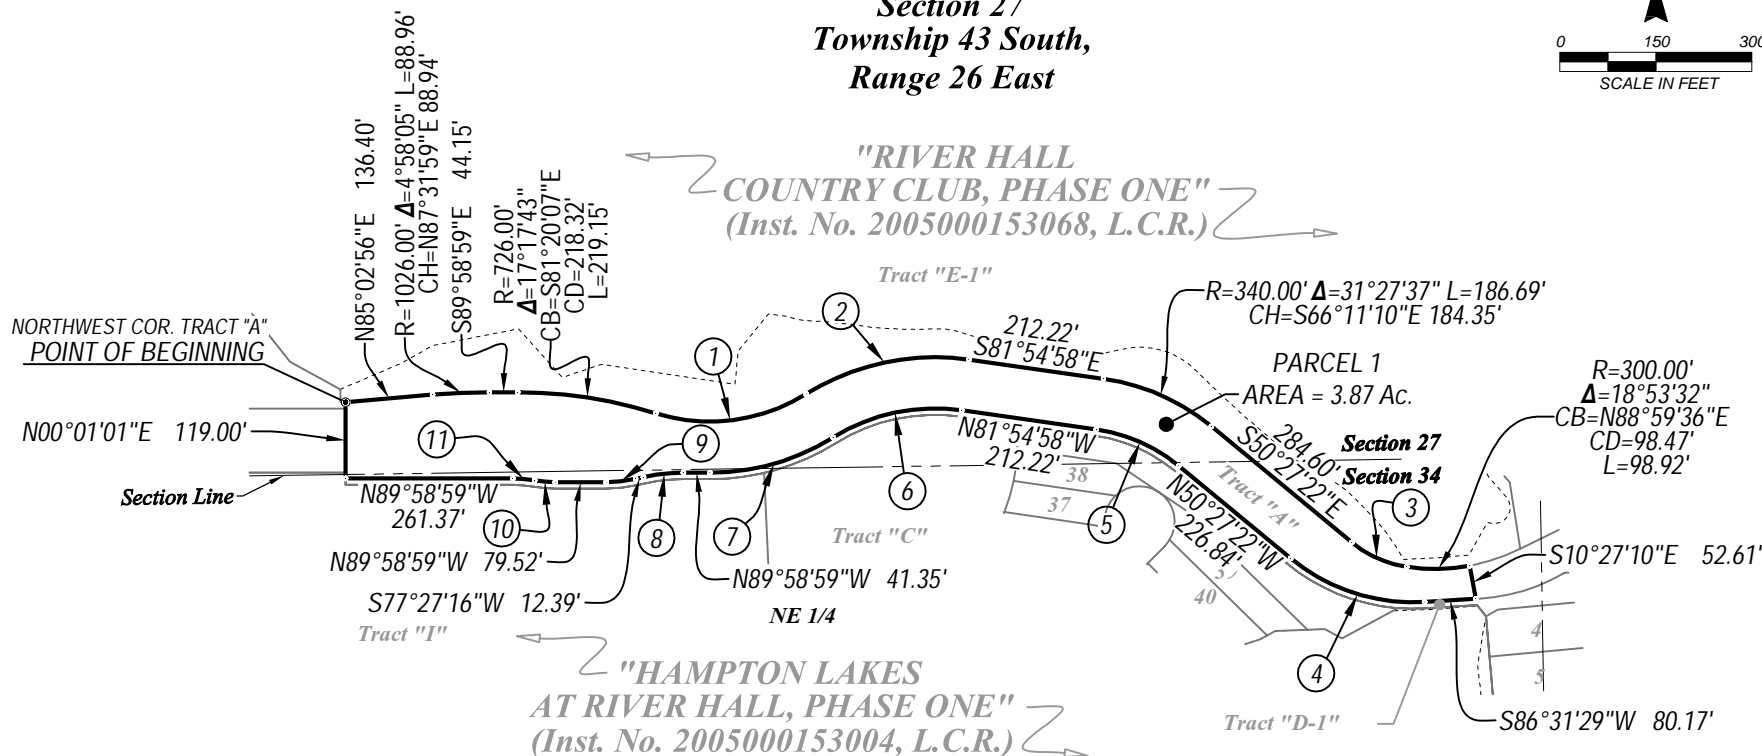 Section 27
Township 43 South,
Range 26 East
0 150 300
SCALE IN FEET
"RIVER HALL
COUNTRY CLUB, PHASE ONE"
(Inst. No. 2005000153068, L.C.R.)
Tract "E-1"
N85°02'56"E 136.40'
R=1026.00' Δ=4°58'05" L=88.96'
CH=N87°31'59"E 88.94'
S89°58'59"E 44.15'
R=726.00'
Δ=17°17'43"
CB=S81°20'07"E
CD=218.32'
L=219.15'
NORTHWEST COR. TRACT "A"
POINT OF BEGINNING
N00°01'01"E 119.00'
1
2
212.22'
S81°54'58"E
R=340.00' Δ=31°27'37" L=186.69'
CH=S66°11'10"E 184.35'
PARCEL 1
AREA = 3.87 Ac.
R=300.00'
Δ=18°53'32"
CB=N88°59'36"E
CD=98.47'
L=98.92'
284.60'
S50°27'22"E
Section 27
Section 34
3
S10°27'10"E 52.61'
Section Line
11
9
N89°58'59"W
261.37'
10
8
7
6
N81°54'58"W
212.22'
5
38
37
Tract "A"
N50°27'22"W
226.84'
40
Tract "C"
N89°58'59"W 79.52'
N89°58'59"W 41.35'
S77°27'16"W 12.39'
NE 1/4
Tract "I"
4
4
5
"HAMPTON LAKES
AT RIVER HALL, PHASE ONE"
(Inst. No. 2005000153004, L.C.R.)
Tract "D-1"
S86°31'29"W 80.17'